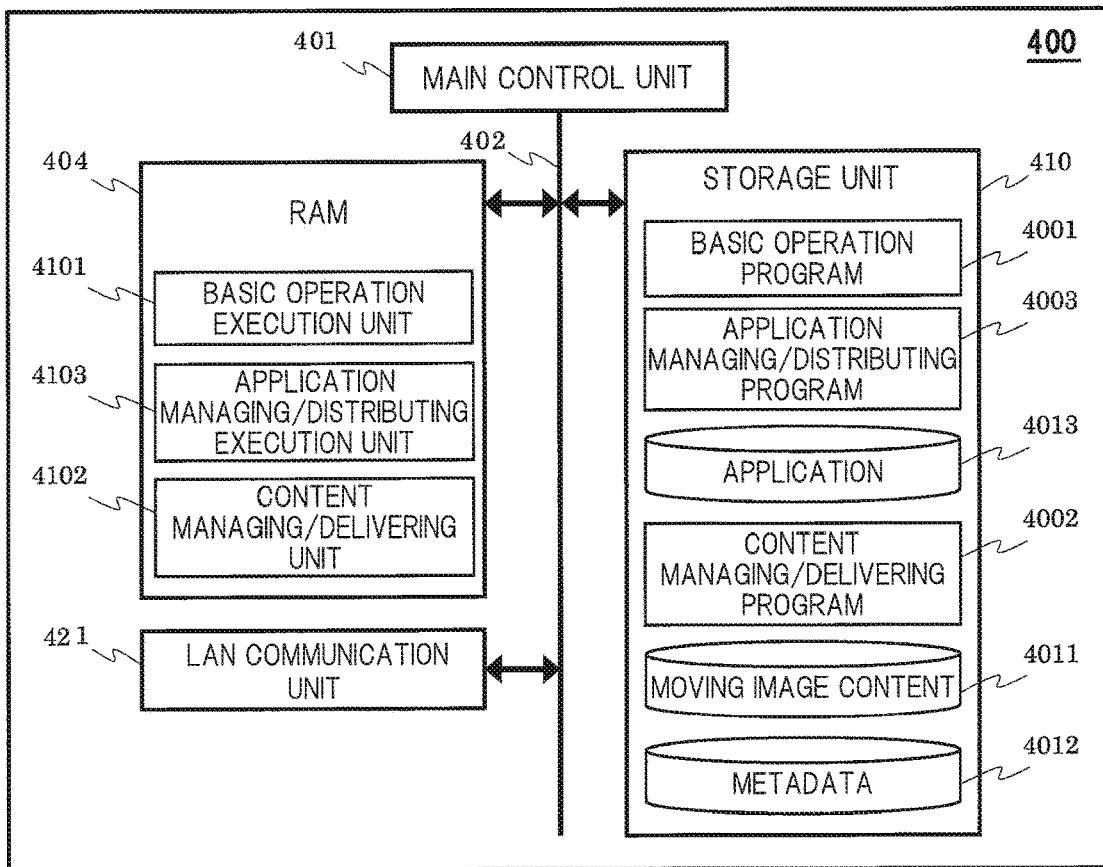 400
401
MAIN CONTROL UNIT
402
404
RAM
4101
BASIC OPERATION
EXECUTION UNIT
4103
APPLICATION
MANAGING/DISTRIBUTING
EXECUTION UNIT
4102
CONTENT
MANAGING/DELIVERING
UNIT
421
LAN COMMUNICATION
UNIT
STORAGE UNIT
410
BASIC OPERATION
PROGRAM
4001
APPLICATION
MANAGING/DISTRIBUTING
PROGRAM
4003
APPLICATION
4013
CONTENT
MANAGING/DELIVERING
PROGRAM
4002
MOVING IMAGE CONTENT
4011
METADATA
4012